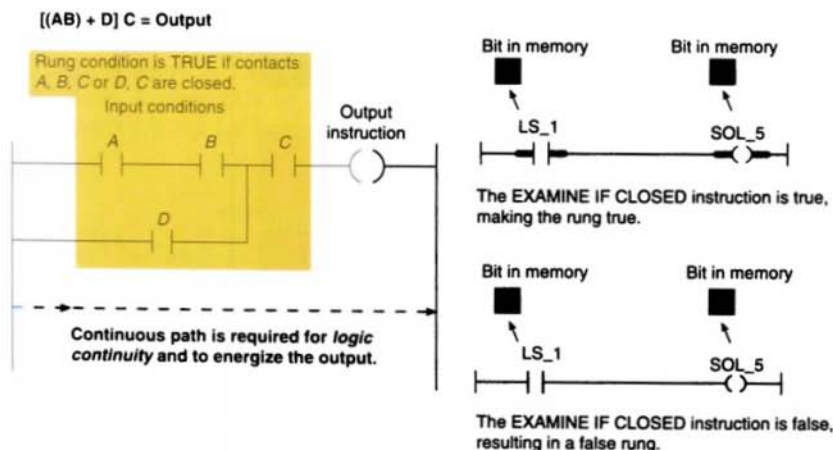 [(AB) + D] C = Output
Rung condition is TRUE if contacts
A, B, C or D, C are closed.
Input conditions
Output
instruction
A
B
C
D
Continuous path is required for logic
continuity and to energize the output.
Bit in memory
Bit in memory
LS_1
SOL_5
The EXAMINE IF CLOSED instruction is true,
making the rung true.
Bit in memory
Bit in memory
LS_1
SOL_5
The EXAMINE IF CLOSED instruction is false,
resulting in a false rung.